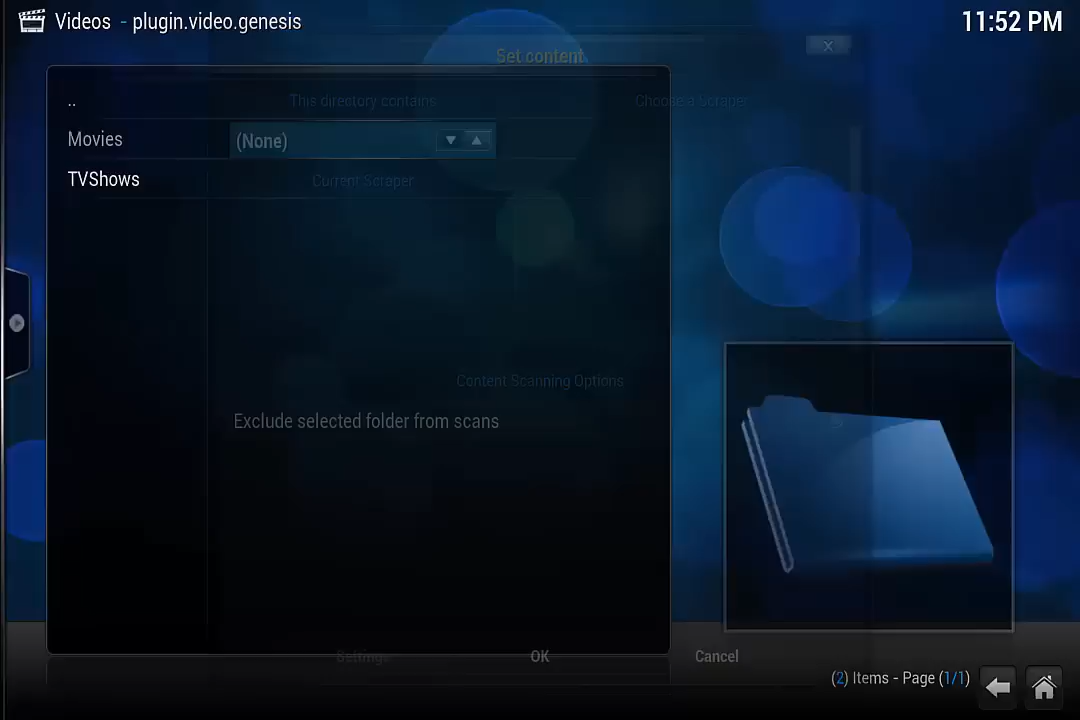 Videos - plugin.video.genesis
11:52 PM
Set content
X
..
This directory contains
Choose a Scraper
Movies
(None)
TVShows
Current Scraper
Content Scanning Options
Exclude selected folder from scans
Settings
OK
Cancel
(2) Items - Page (1/1)